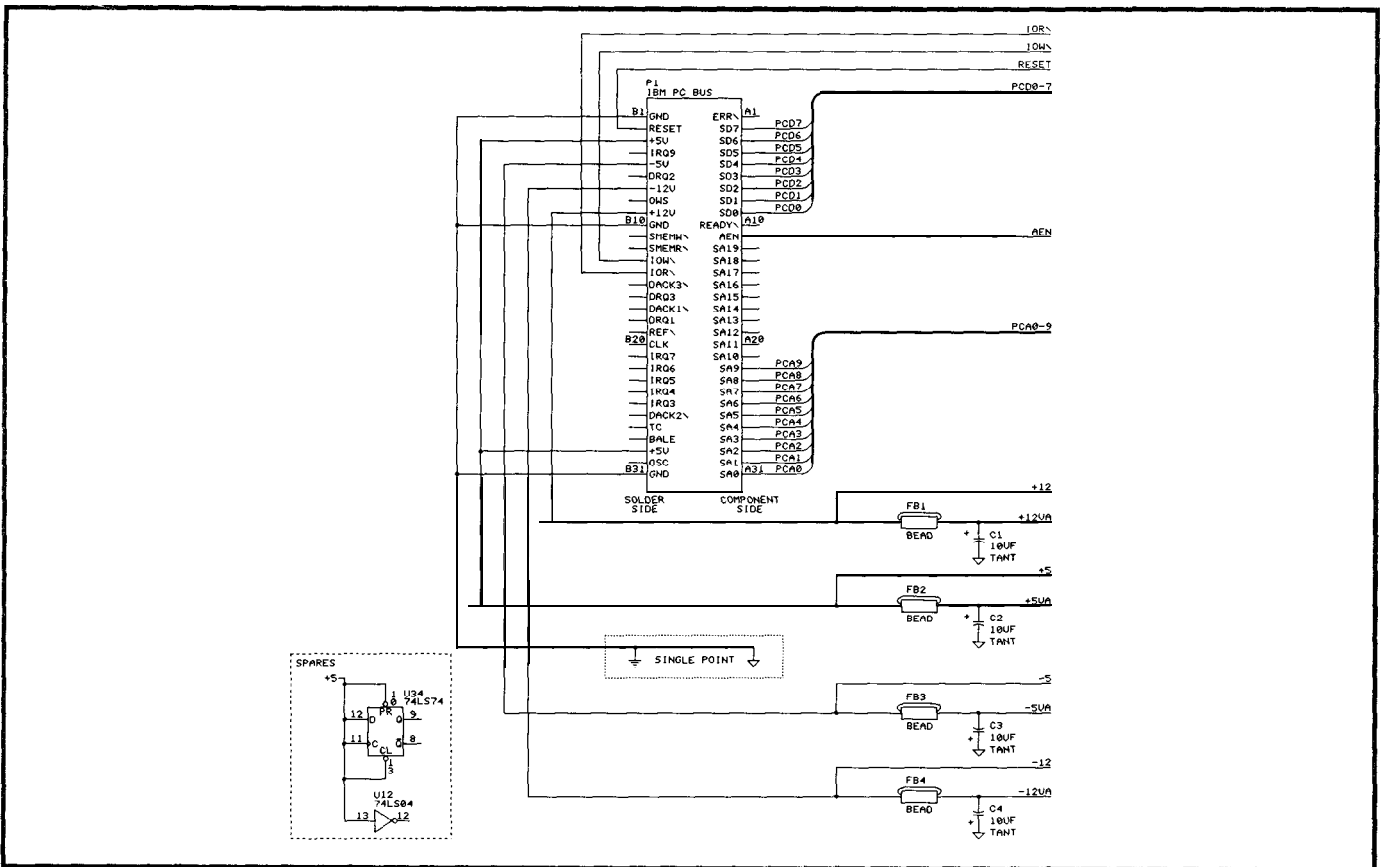 IOR\
IOW\
RESET
PCD0-7
P1
IBM PC BUS
B1 GND ERR\ A1
RESET SD7 PCD7
+5V SD6 PCD6
IRQ9 SD5 PCD5
-5V SD4 PCD4
DRQ2 SD3 PCD3
-12V SD2 PCD2
OWS SD1 PCD1
+12V SD0 PCD0
B10 GND READY\ A10
SMEMW\ AEN AEN
SMEMR\ SA19
IOW\ SA18
IOR\ SA17
DACK3\ SA16
DRQ3 SA15
DACK1\ SA14
DRQ1 SA13
REF\ SA12
B20 CLK SA11 A20
IRQ7 SA10
IRQ6 SA9 PCA9
IRQ5 SA8 PCA8
IRQ4 SA7 PCA7
IRQ3 SA6 PCA6
DACK2\ SA5 PCA5
TC SA4 PCA4
BALE SA3 PCA3
+5V SA2 PCA2
OSC SA1 PCA1
B31 GND SA0 A31 PCA0
PCA0-9
SOLDER
SIDE
COMPONENT
SIDE
+12
FB1
BEAD
+12VA
+ C1
10UF
TANT
+5
FB2
BEAD
+5VA
+ C2
10UF
TANT
SINGLE POINT
-5
FB3
BEAD
-5VA
C3
+ 10UF
TANT
-12
FB4
BEAD
-12VA
C4
+ 10UF
TANT
SPARES
+5
U34
74LS74
1
0
PR
12 D Q 9
11 C Q̅ 8
CL
1
3
U12
74LS04
13 12